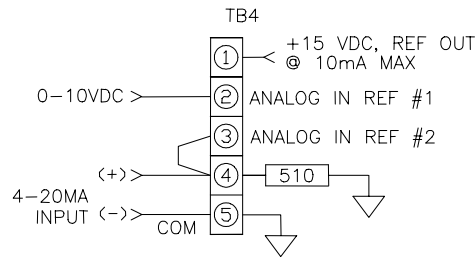 TB4
1
+15 VDC, REF OUT
@ 10mA MAX
0-10VDC
2
ANALOG IN REF #1
3
ANALOG IN REF #2
(+)
4
510
4-20MA
INPUT (-)
COM
5